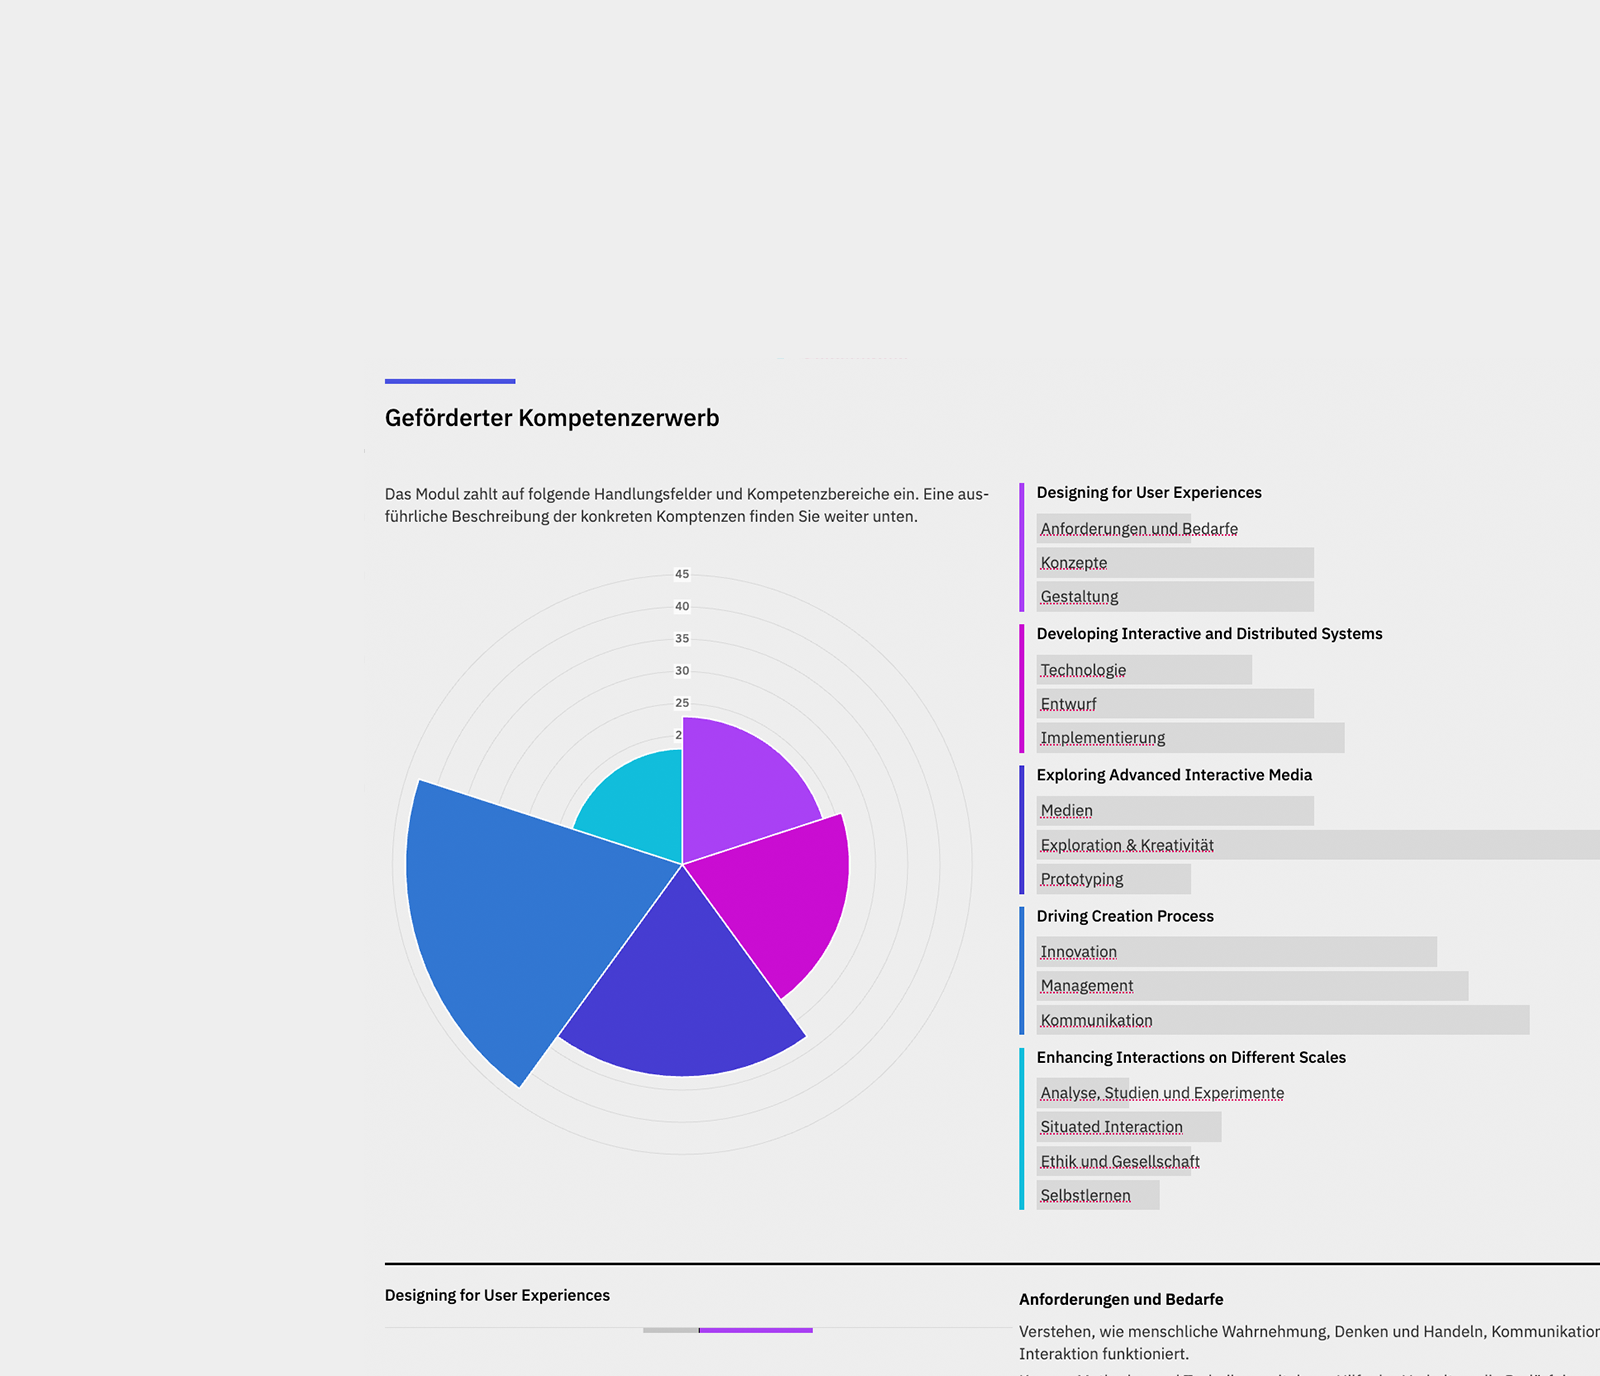 Geförderter Kompetenzerwerb
Das Modul zahlt auf folgende Handlungsfelder und Kompetenzbereiche ein. Eine aus-
führliche Beschreibung der konkreten Komptenzen finden Sie weiter unten.
45
40
35
30
25
2
Designing for User Experiences
Anforderungen und Bedarfe
Konzepte
Gestaltung
Developing Interactive and Distributed Systems
Technologie
Entwurf
Implementierung
Exploring Advanced Interactive Media
Medien
Exploration & Kreativität
Prototyping
Driving Creation Process
Innovation
Management
Kommunikation
Enhancing Interactions on Different Scales
Analyse, Studien und Experimente
Situated Interaction
Ethik und Gesellschaft
Selbstlernen
Designing for User Experiences
Anforderungen und Bedarfe
Verstehen, wie menschliche Wahrnehmung, Denken und Handeln, Kommunikation
Interaktion funktioniert.